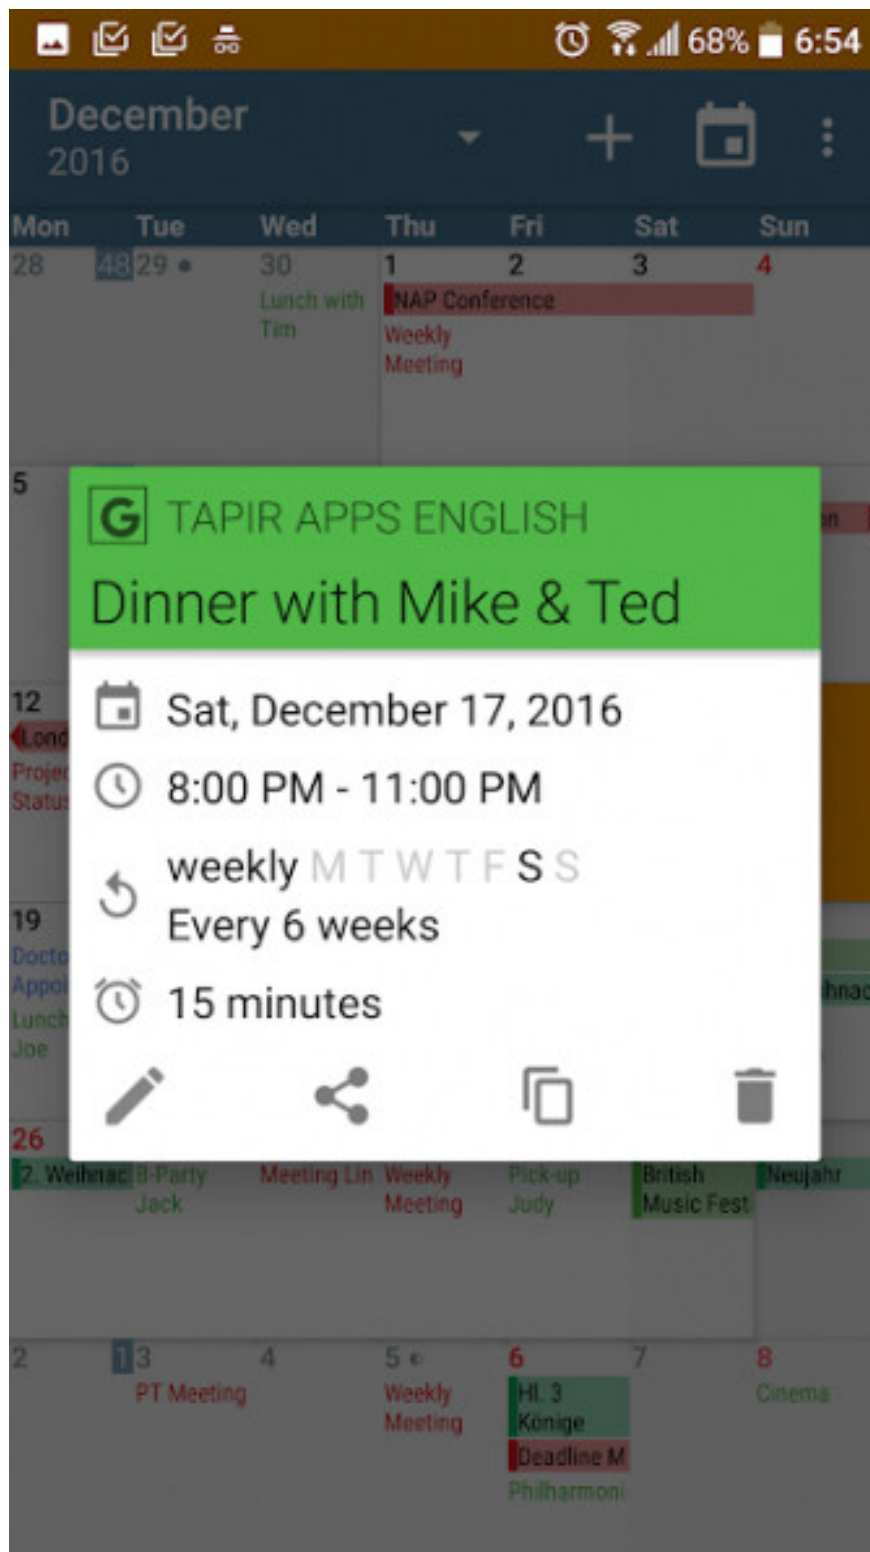 68% 6:54
December
2016
Mon Tue Wed Thu Fri Sat Sun
28 48 29 30 1 2 3 4
Lunch with NAP Conference
Tim Weekly
Meeting
5
G TAPIR APPS ENGLISH
Dinner with Mike & Ted
12 Sat, December 17, 2016
8:00 PM - 11:00 PM
weekly M T W T F S S
Every 6 weeks
19
15 minutes
26
2. Weihnac B-Party Meeting Lin Weekly Pick-up British Neujahr
Jack Meeting Judy Music Fest
2 1 3 4 5 6 7 8
PT Meeting Weekly Hl. 3 Cinema
Meeting Könige
Deadline M
Philharmoni